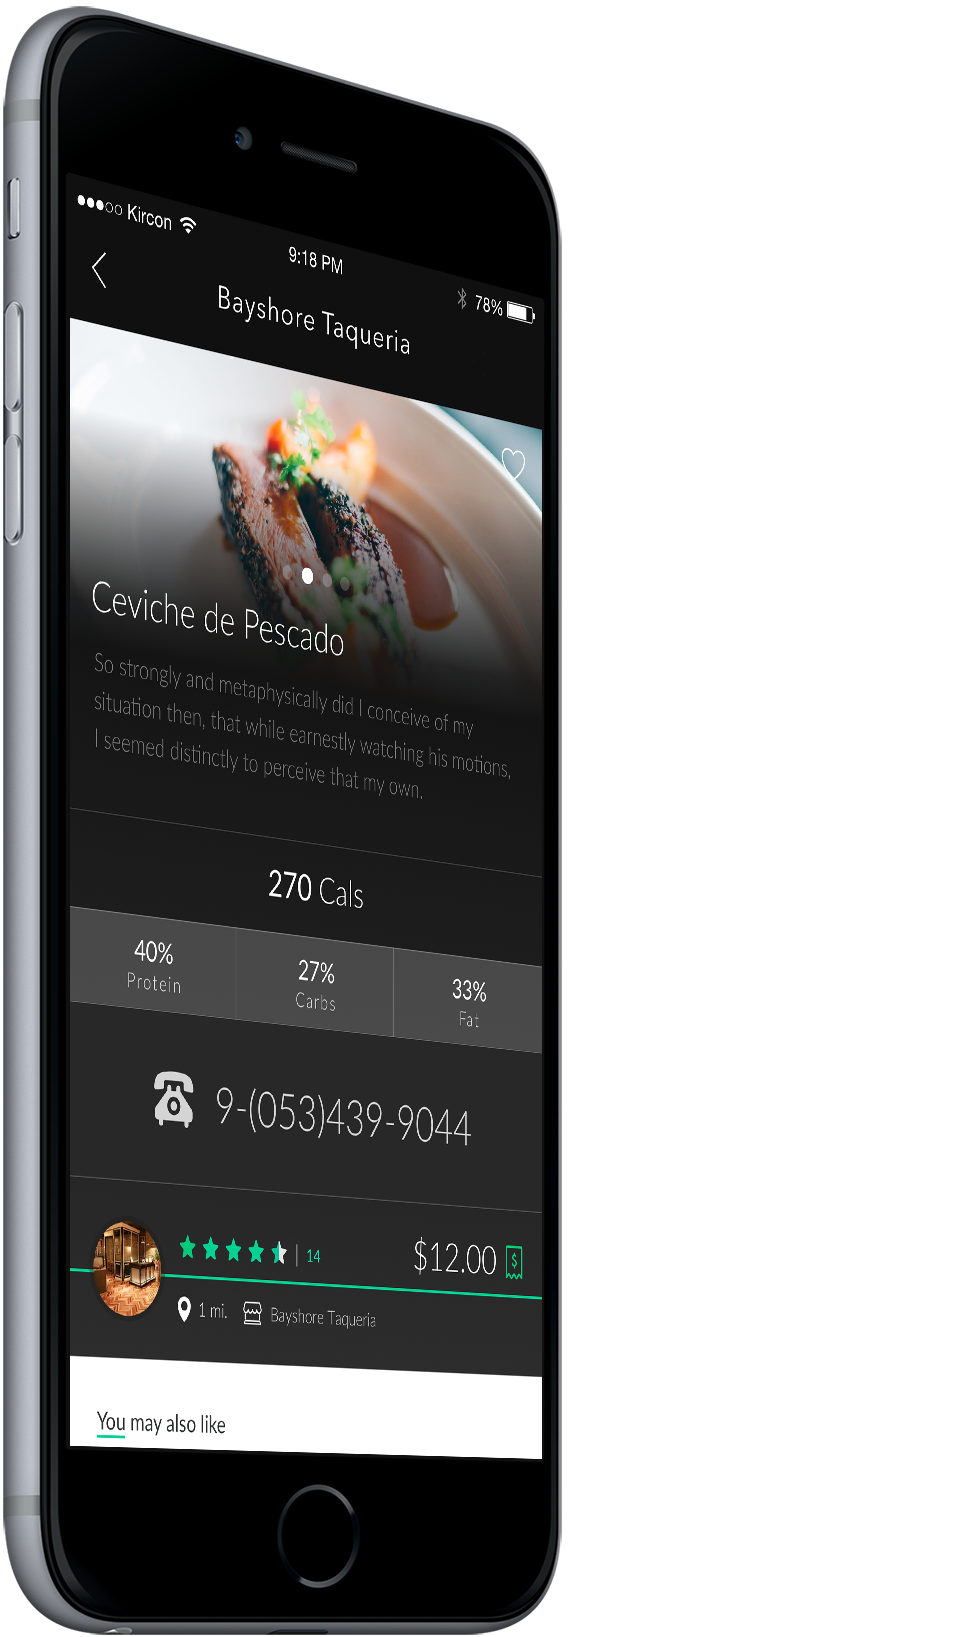 Kircon
9:18 PM
78%
Bayshore Taqueria
Ceviche de Pescado
So strongly and metaphysically did I conceive of my
situation then, that while earnestly watching his motions,
I seemed distinctly to perceive that my own.
270 Cals
40%
Protein
27%
Carbs
33%
Fat
9-(053)439-9044
| 14
$12.00
$
1 mi.
Bayshore Taqueria
You may also like